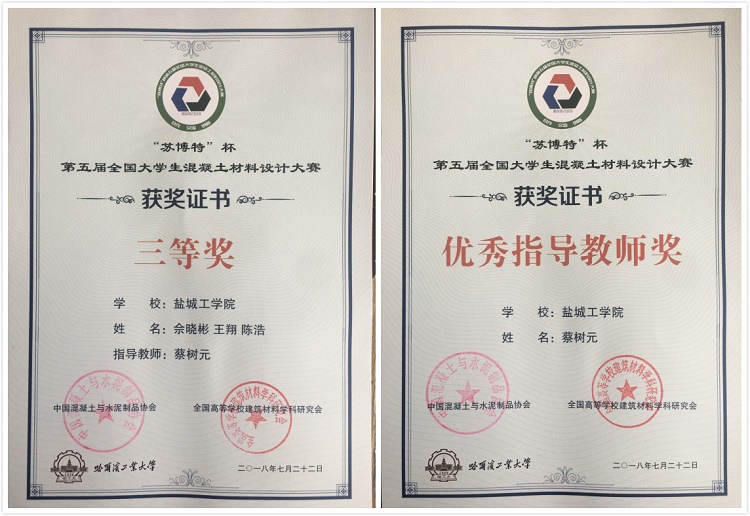 “苏博特”杯
第五届全国大学生混凝土材料设计大赛
获奖证书
三等奖
学 校：盐城工学院
姓 名：佘晓彬 王翔 陈浩
指导教师：蔡树元
中国混凝土与水泥制品协会 全国高等学校建筑材料学科研究会
哈尔滨工业大学
二〇一八年七月二十二日
“苏博特”杯
第五届全国大学生混凝土材料设计大赛
获奖证书
优秀指导教师奖
学 校：盐城工学院
姓 名：蔡树元
中国混凝土与水泥制品协会 全国高等学校建筑材料学科研究会
哈尔滨工业大学
二〇一八年七月二十二日